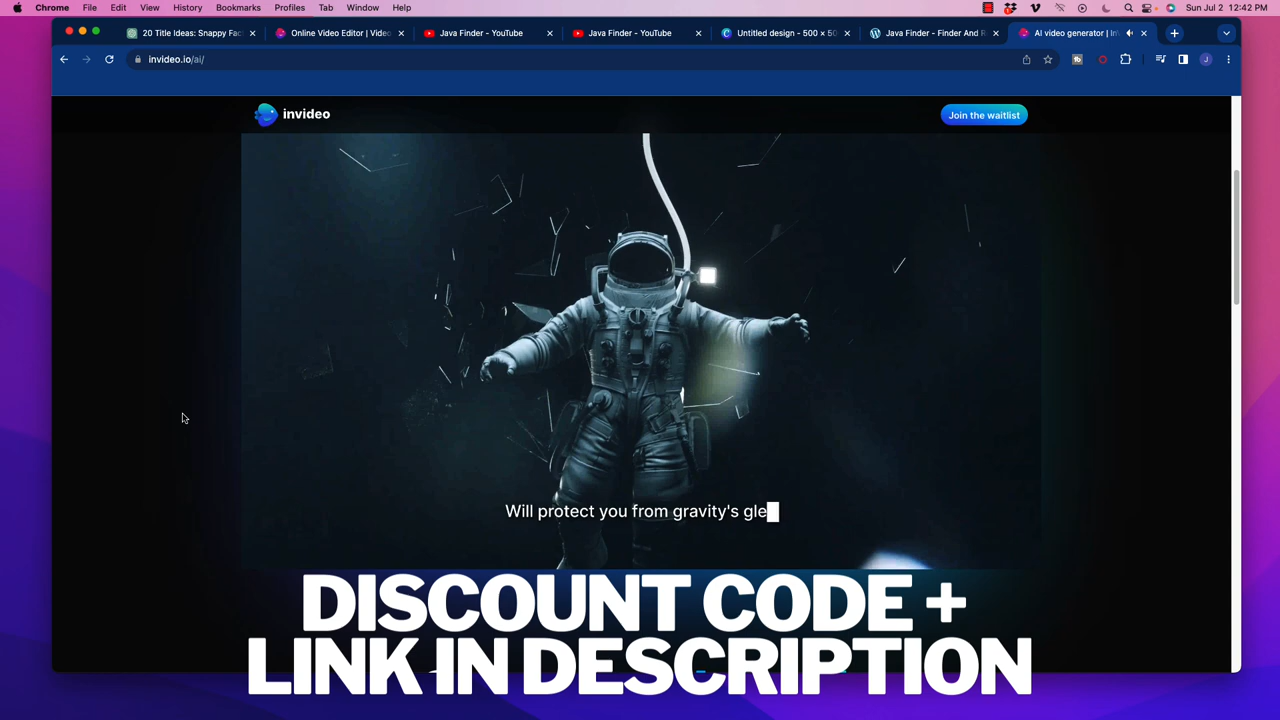 Chrome File Edit View History Bookmarks Profiles Tab Window Help Sun Jul 2 12:42 PM
20 Title Ideas: Snappy Fac Online Video Editor | Video Java Finder - YouTube Java Finder - YouTube Untitled design - 500 × 50 Java Finder - Finder And R AI video generator | In
invideo.io/ai/
invideo Join the waitlist
Will protect you from gravity's gle
DISCOUNT CODE +
LINK IN DESCRIPTION